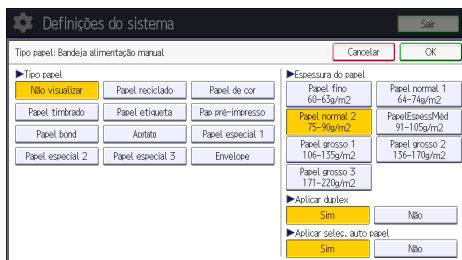 Definições do sistema
Sair
Tipo papel: Bandeja alimentação manual
Cancelar
OK
►Tipo papel
Não visualizar
Papel reciclado
Papel de cor
Papel timbrado
Papel etiqueta
Pap pré-impresso
Papel bond
Acetato
Papel especial 1
Papel especial 2
Papel especial 3
Envelope
►Espessura do papel
Papel fino
60-63g/m2
Papel normal 1
64-74g/m2
Papel normal 2
75-90g/m2
PapelEspessMéd
91-105g/m2
Papel grosso 1
106-135g/m2
Papel grosso 2
136-170g/m2
Papel grosso 3
171-220g/m2
►Aplicar duplex
Sim
Não
►Aplicar seleç. auto papel
Sim
Não